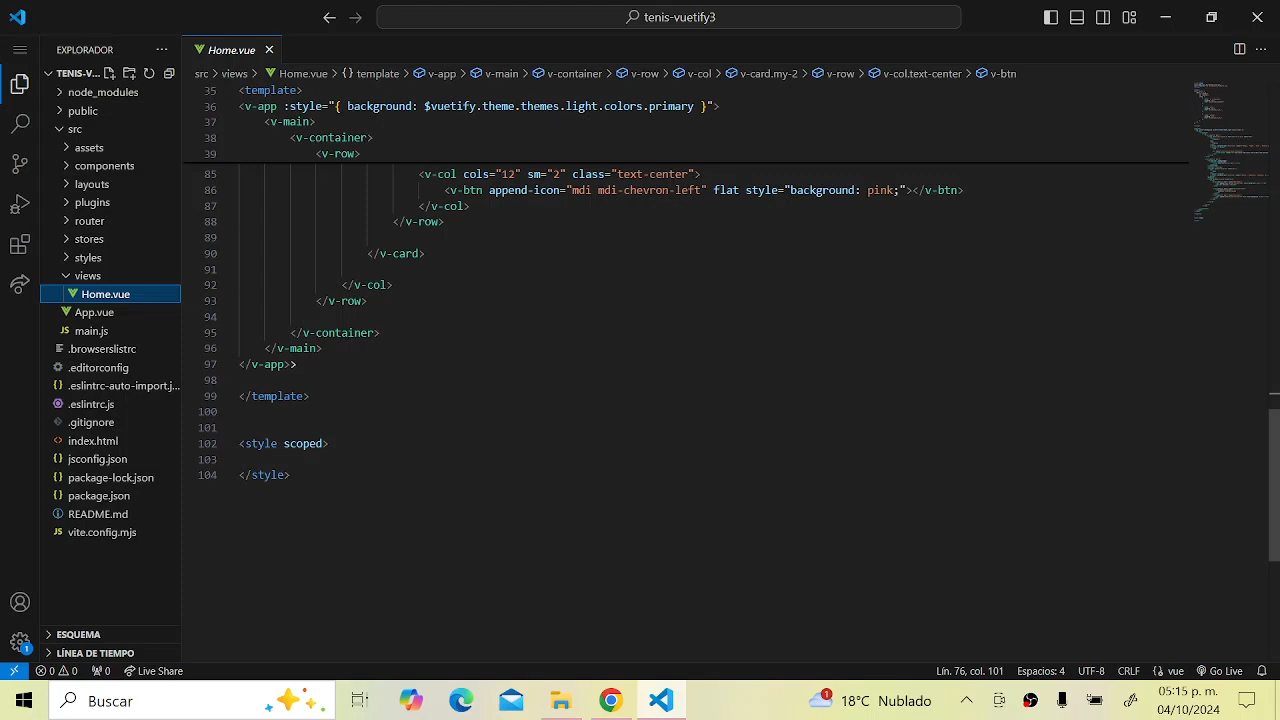 tenis-vuetify3
EXPLORADOR
Home.vue
TENIS-V...
src > views > Home.vue > {} template > v-app > v-main > v-container > v-row > v-col > v-card.my-2 > v-row > v-col.text-center > v-btn
node_modules
public
src
assets
components
layouts
plugins
router
stores
styles
views
Home.vue
App.vue
JS main.js
.browserslistrc
.editorconfig
{} .eslintrc-auto-import.j...
.eslintrc.js
.gitignore
<> index.html
{} jsconfig.json
{} package-lock.json
{} package.json
README.md
JS vite.config.mjs
ESQUEMA
LÍNEA DE TIEMPO
35 <template>
36 <v-app :style="{ background: $vuetify.theme.themes.light.colors.primary }">
37 <v-main>
38 <v-container>
39 <v-row>
85 <v-col cols="12" sm="2" class="text-center">
86 <v-btn append-icon="mdi mdi-chevron-left" flat style="background: pink;"></v-btn>
87 </v-col>
88 </v-row>
89
90 </v-card>
91
92 </v-col>
93 </v-row>
94
95 </v-container>
96 </v-main>
97 </v-app>>
98
99 </template>
100
101
102 <style scoped>
103
104 </style>
1
0 0 0 Live Share
Lín. 76, col. 101 Espacios: 4 UTF-8 CRLF {} vue Go Live
Buscar
1
18°C Nublado
05:15 p. m.
04/10/2024